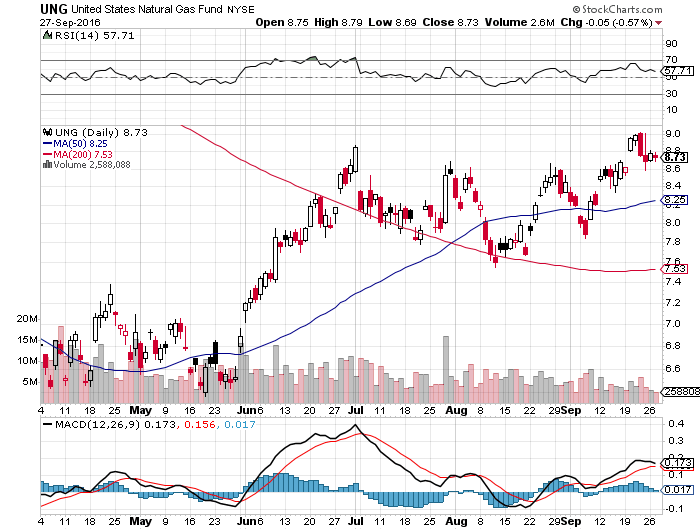 UNG United States Natural Gas Fund NYSE © StockCharts.com
27-Sep-2016 Open 8.75 High 8.79 Low 8.69 Close 8.73 Volume 2.6M Chg -0.05 (-0.57%)
RSI(14) 57.71
90
70
57.71
50
30
10
UNG (Daily) 8.73
MA(50) 8.25
MA(200) 7.53
Volume 2,588,088
9.0
8.8
8.73
8.6
8.4
8.25
8.2
8.0
7.8
7.6
7.53
7.4
7.2
7.0
6.8
6.6
20M
15M
10M
5M
4 11 18 25 May 9 16 23 Jun 6 13 20 27 Jul 11 18 25 Aug 8 15 22 29 Sep 12 19 26
MACD(12,26,9) 0.173, 0.156, 0.017
0.4
0.3
0.2
0.173
0.017
-0.1
4 11 18 25 May 9 16 23 Jun 6 13 20 27 Jul 11 18 25 Aug 8 15 22 29 Sep 12 19 26